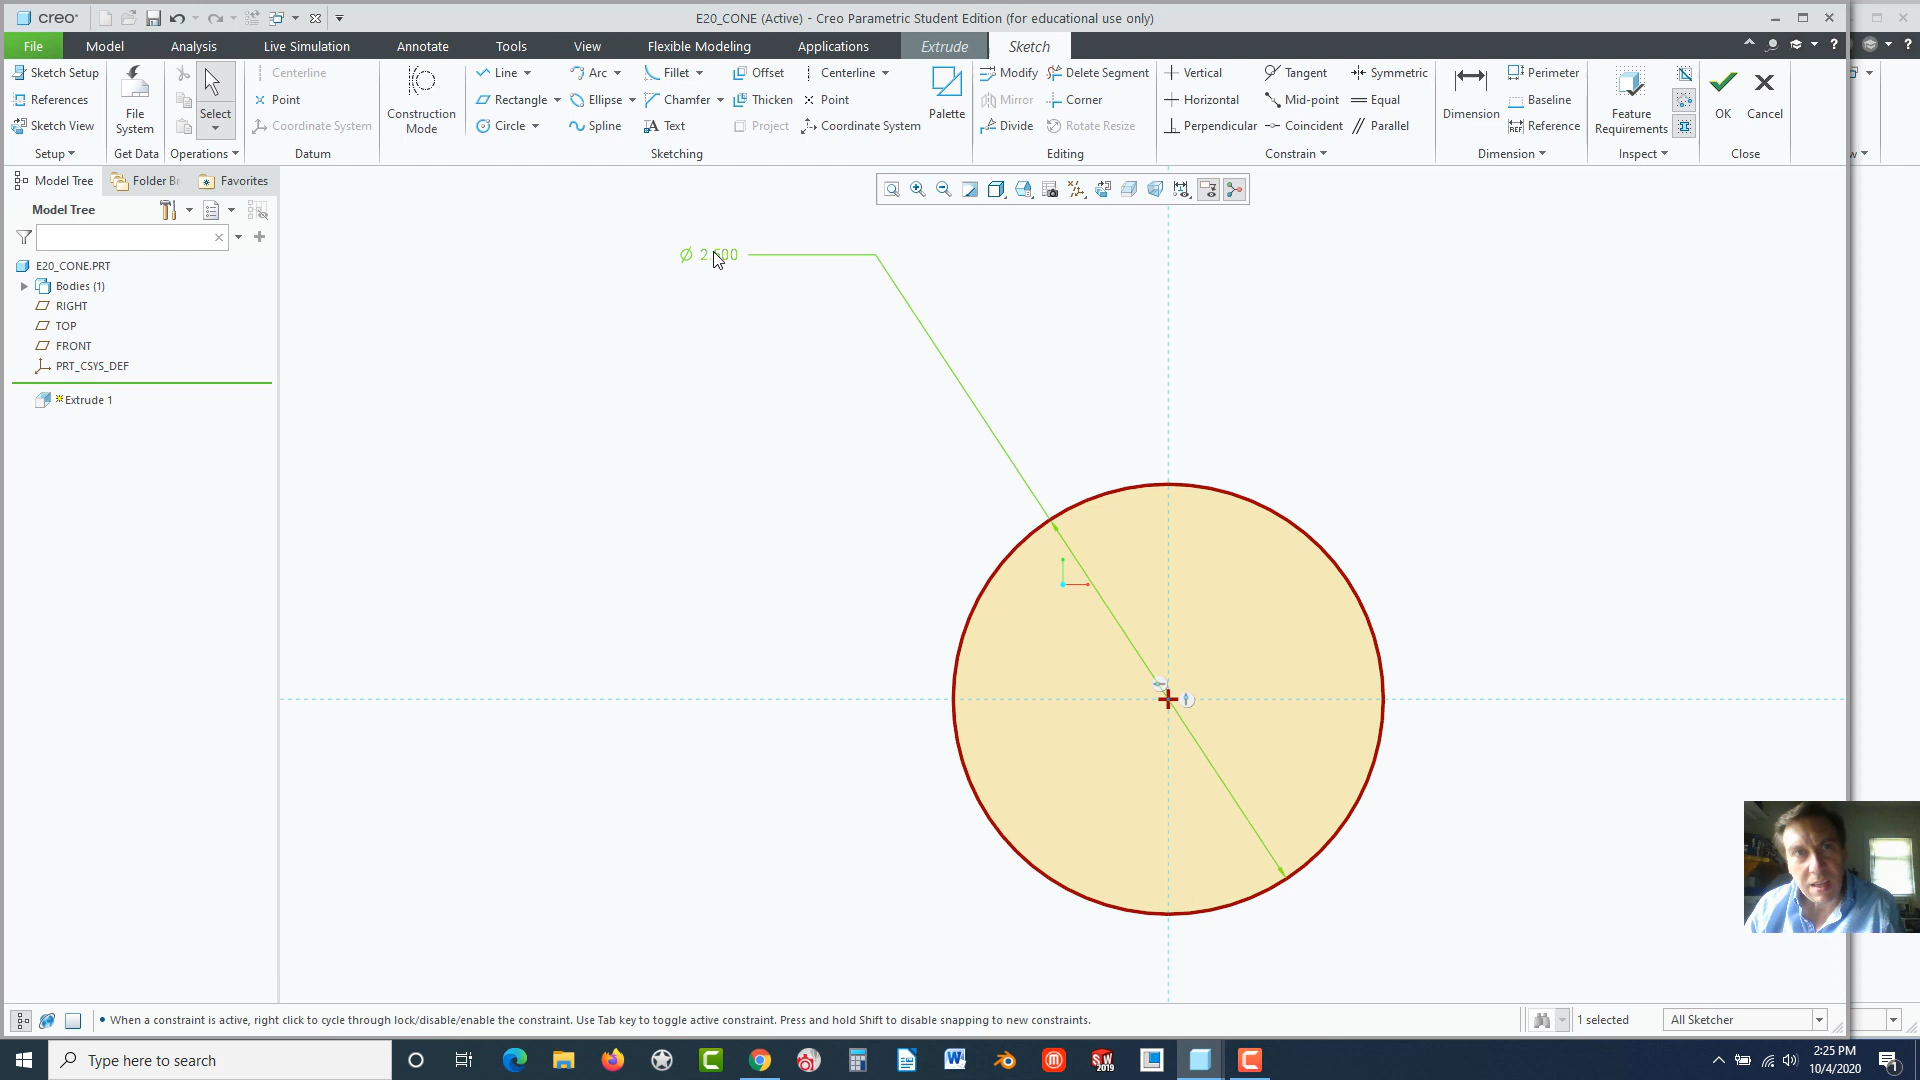 creo®
E20_CONE (Active) - Creo Parametric Student Edition (for educational use only)
File Model Analysis Live Simulation Annotate Tools View Flexible Modeling Applications Extrude Sketch
Sketch Setup
References
Sketch View
Setup
File System
Get Data
Select
Operations
Centerline
Point
Coordinate System
Datum
Construction Mode
Line Arc Fillet Offset Centerline
Rectangle Ellipse Chamfer Thicken Point
Circle Spline Text Project Coordinate System
Palette
Sketching
Modify Delete Segment
Mirror Corner
Divide Rotate Resize
Editing
Vertical Tangent Symmetric
Horizontal Mid-point Equal
Perpendicular Coincident Parallel
Constrain
Dimension
Perimeter
Baseline
Reference
Dimension
Feature Requirements
Inspect
OK
Cancel
Close
Model Tree Folder Br Favorites
Model Tree
E20_CONE.PRT
Bodies (1)
RIGHT
TOP
FRONT
PRT_CSYS_DEF
Extrude 1
Ø 2.500
• When a constraint is active, right click to cycle through lock/disable/enable the constraint. Use Tab key to toggle active constraint. Press and hold Shift to disable snapping to new constraints.
1 selected
All Sketcher
Type here to search
2:25 PM
10/4/2020